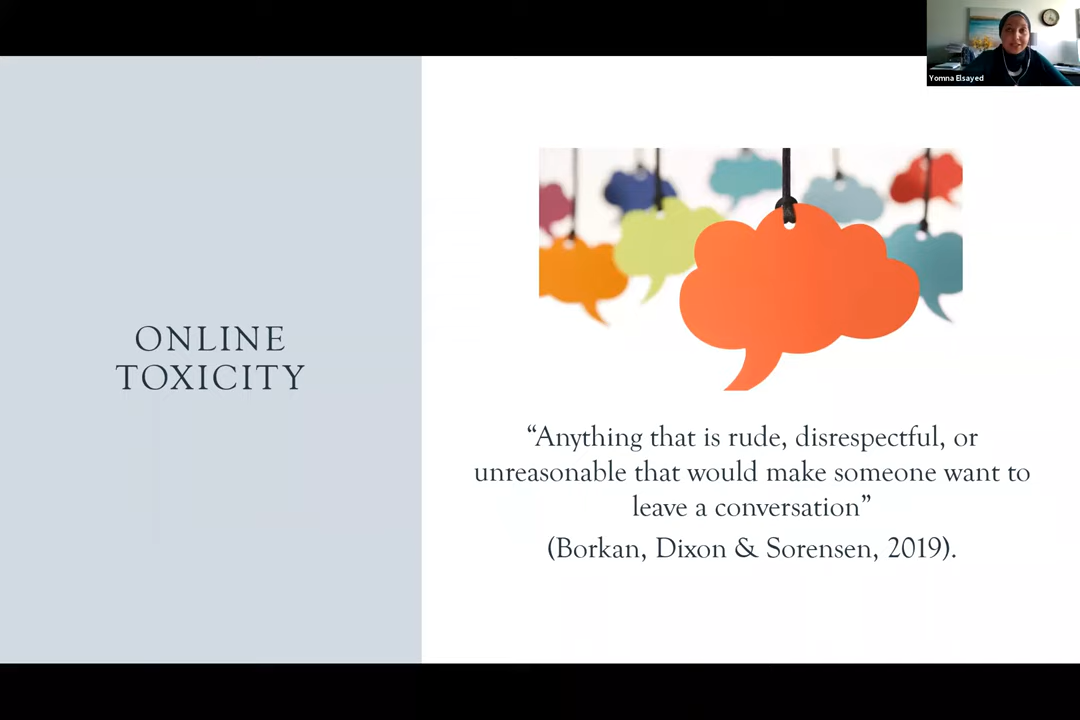 Yomna Elsayed
ONLINE
TOXICITY
“Anything that is rude, disrespectful, or
unreasonable that would make someone want to
leave a conversation”
(Borkan, Dixon & Sorensen, 2019).